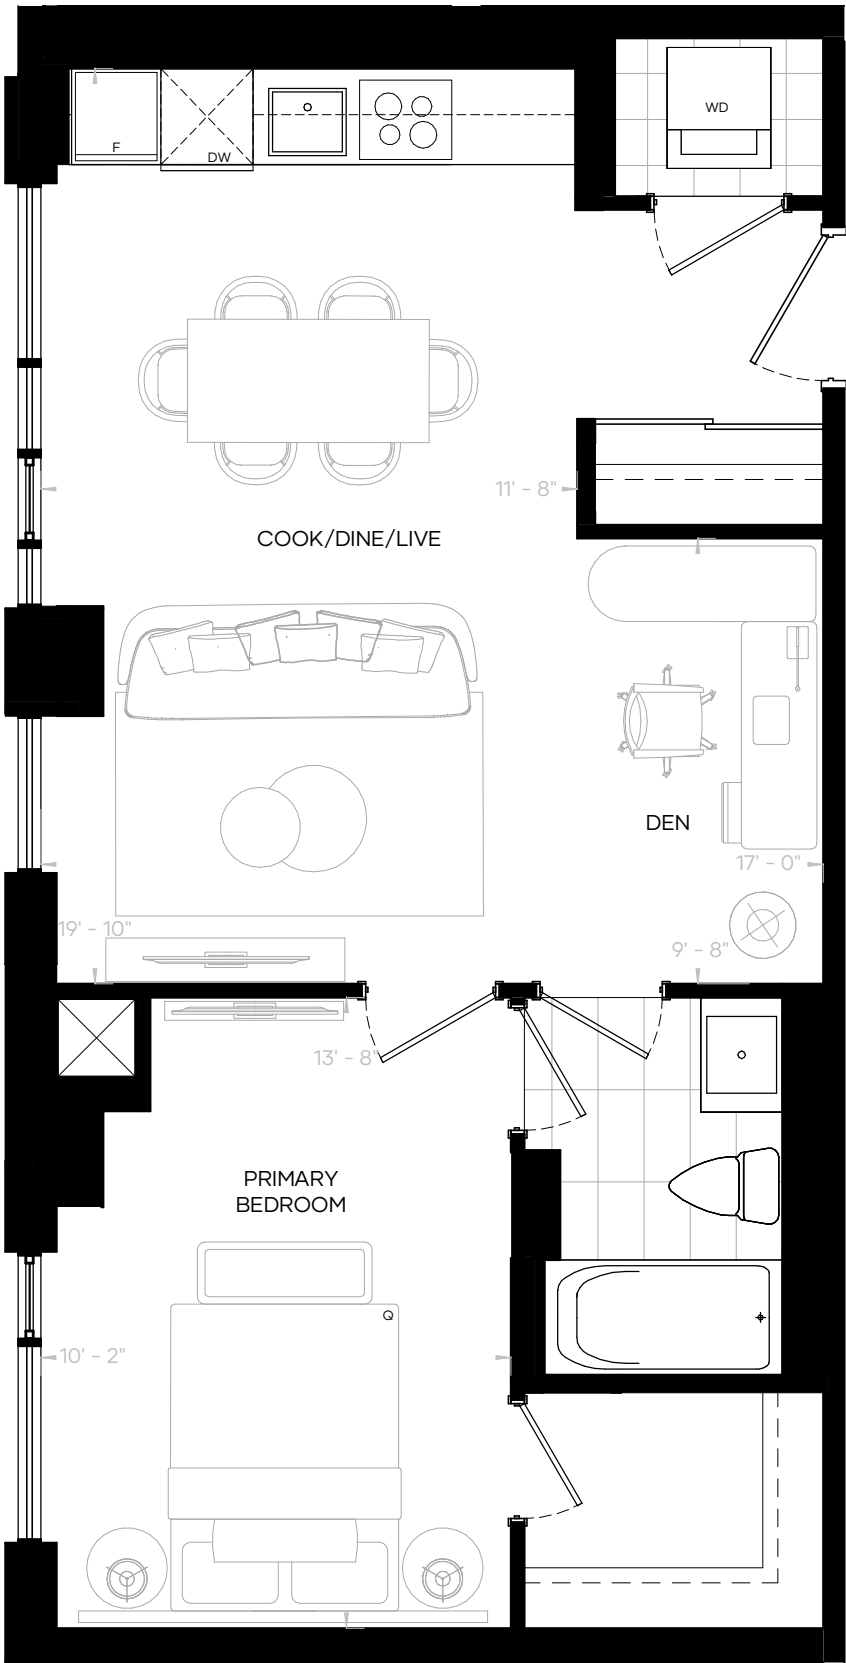 WD
F
DW
11' - 8"
COOK/DINE/LIVE
DEN
17' - 0"
19' - 10"
9' - 8"
13' - 8"
PRIMARY
BEDROOM
Q
10' - 2"